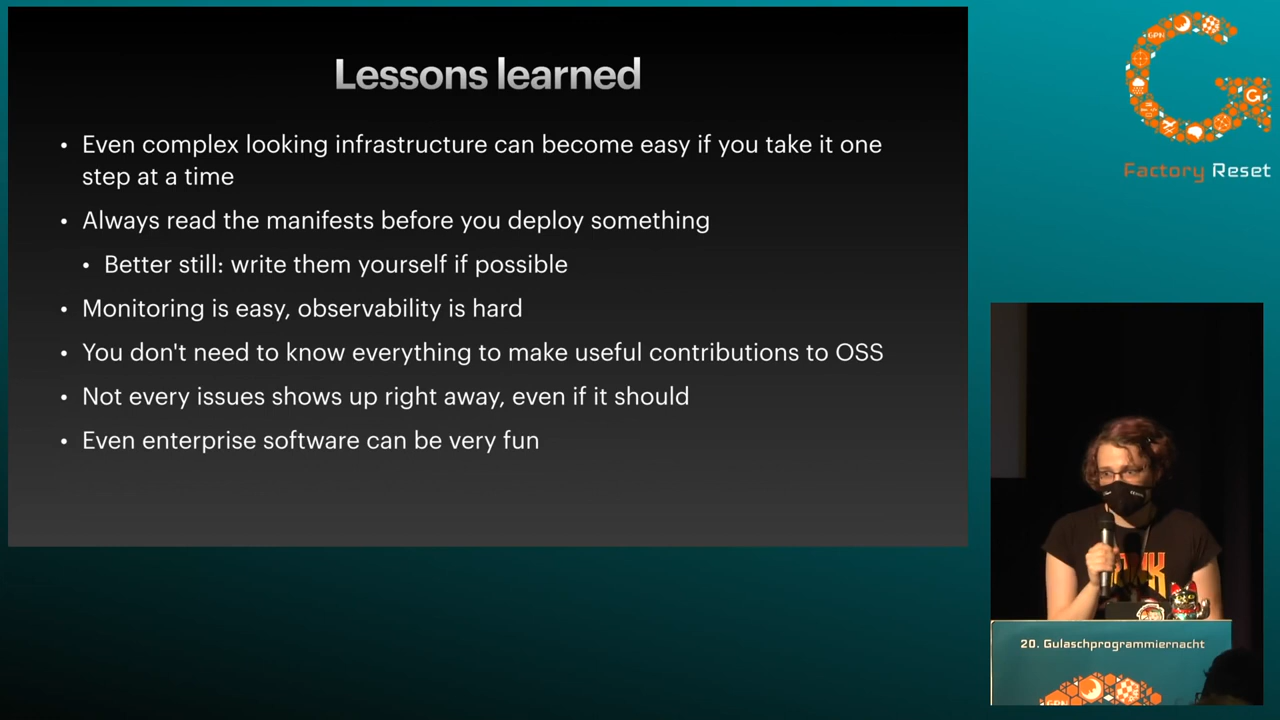 Lessons learned
• Even complex looking infrastructure can become easy if you take it one
step at a time
• Always read the manifests before you deploy something
• Better still: write them yourself if possible
• Monitoring is easy, observability is hard
• You don't need to know everything to make useful contributions to OSS
• Not every issues shows up right away, even if it should
• Even enterprise software can be very fun
GPN
G
Factory Reset
20. Gulaschprogrammiernacht
GPN